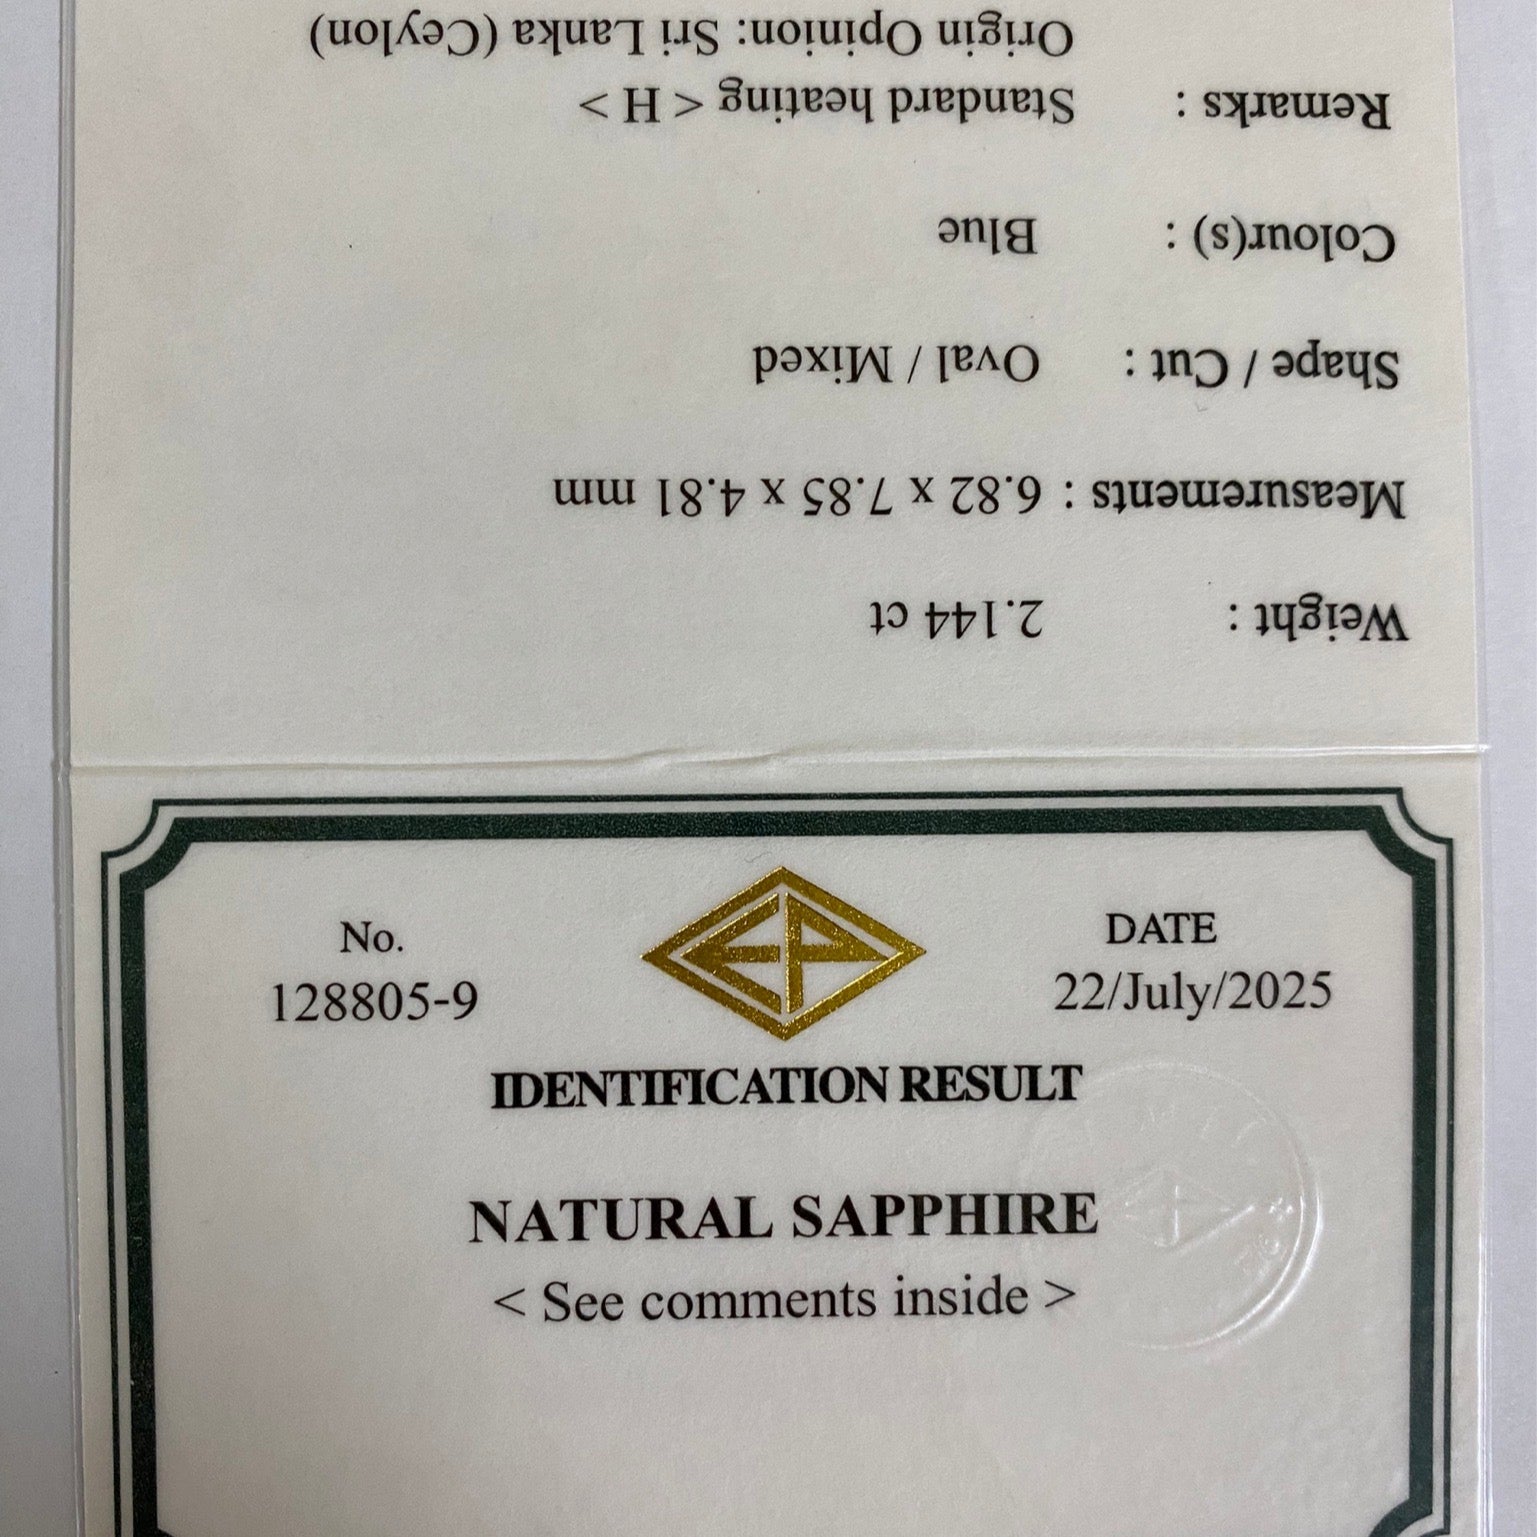 No.
128805-9
EP
DATE
22/July/2025
IDENTIFICATION RESULT
NATURAL SAPPHIRE
< See comments inside >
Weight : 2.144 ct
Measurements : 6.82 x 7.85 x 4.81 mm
Shape / Cut : Oval / Mixed
Colour(s) : Blue
Remarks : Standard heating < H >
Origin Opinion: Sri Lanka (Ceylon)